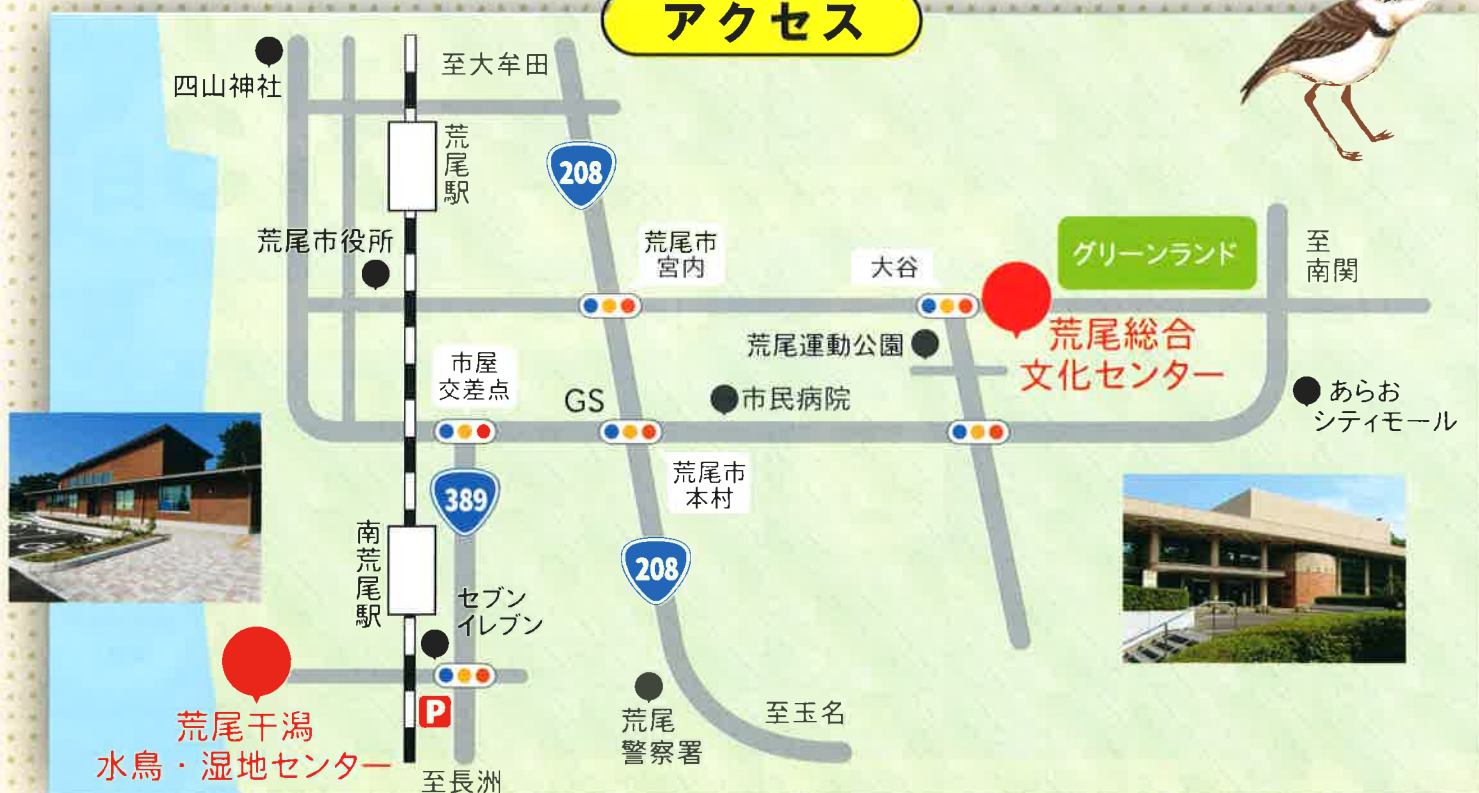 アクセス
四山神社
至大牟田
荒尾駅
208
荒尾市役所
荒尾市
宮内
大谷
グリーンランド
至
南関
荒尾総合
文化センター
荒尾運動公園
市屋
交差点
GS
市民病院
あらお
シティモール
荒尾市
本村
389
南荒尾駅
セブン
イレブン
208
P
荒尾干潟
水鳥・湿地センター
荒尾
警察署
至玉名
至長洲